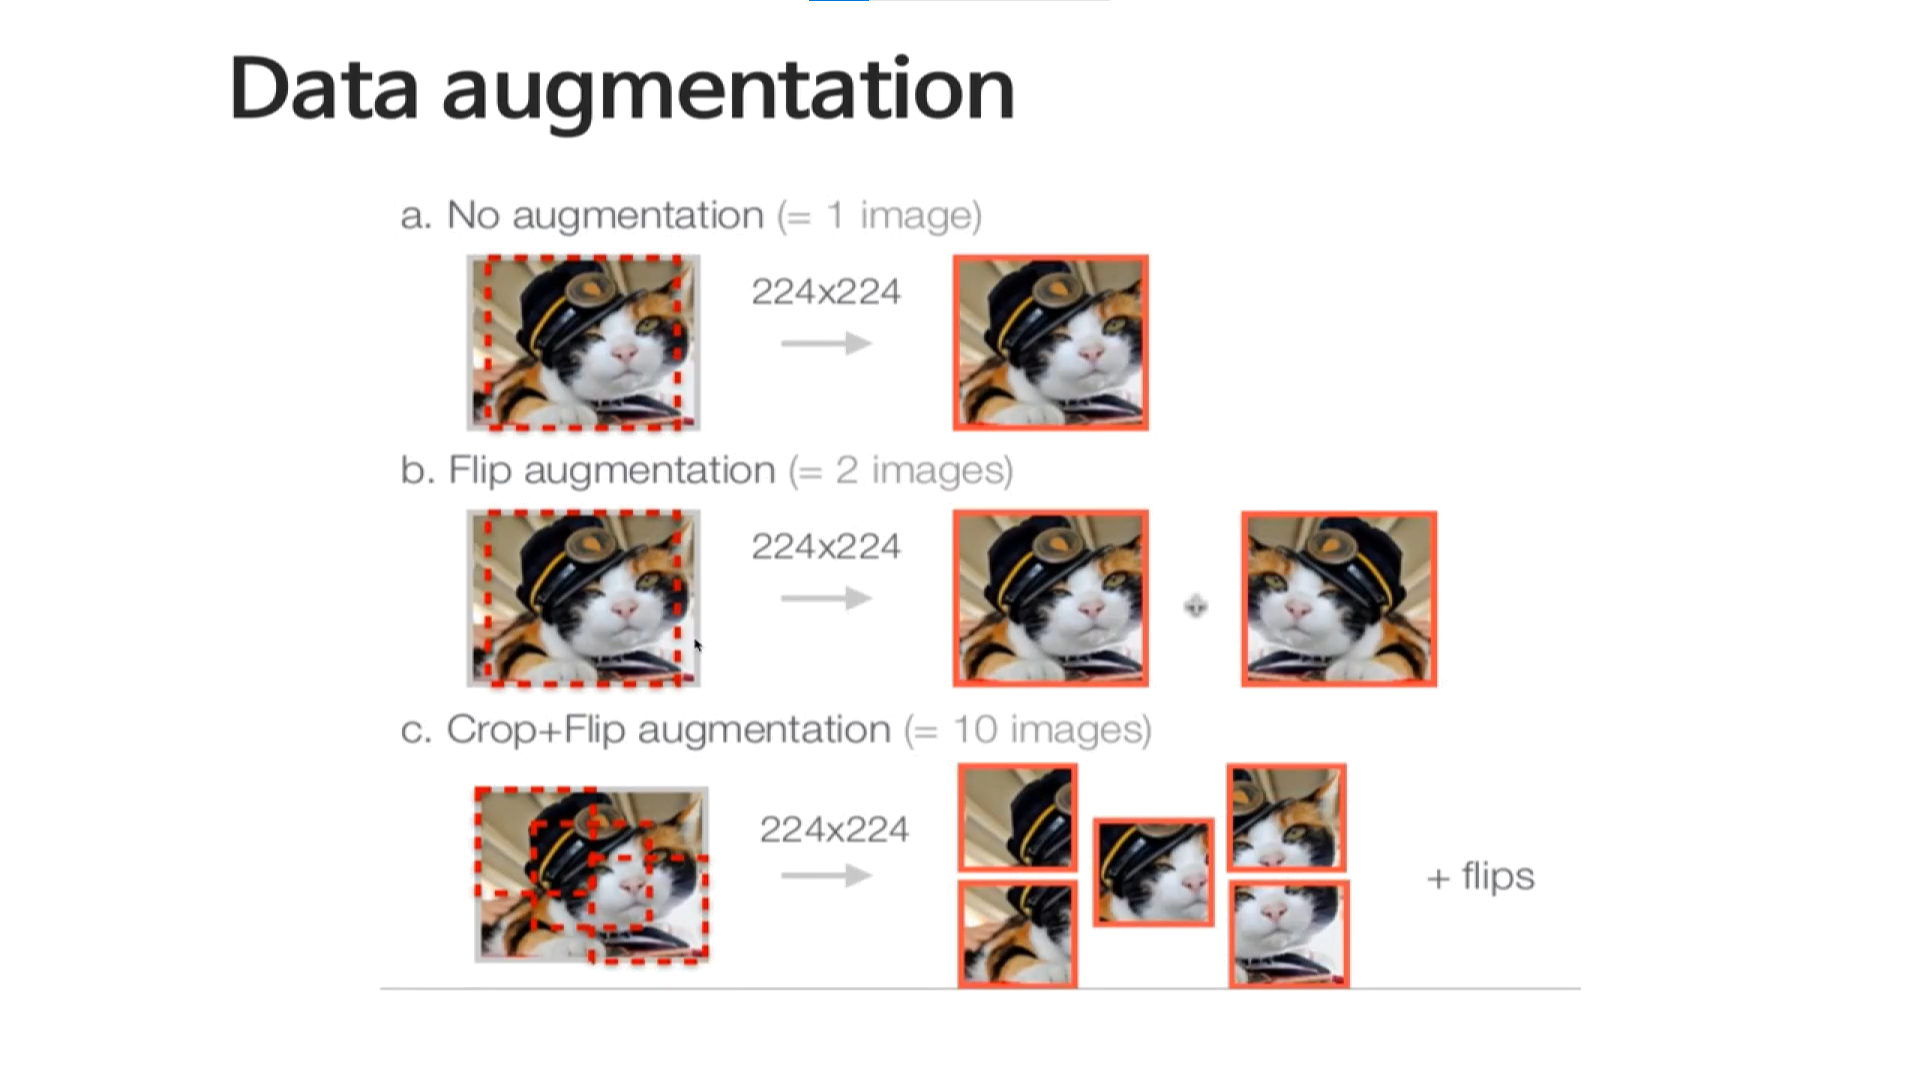 Data augmentation
a. No augmentation (= 1 image)
224x224
b. Flip augmentation (= 2 images)
224x224
c. Crop+Flip augmentation (= 10 images)
224x224
+ flips